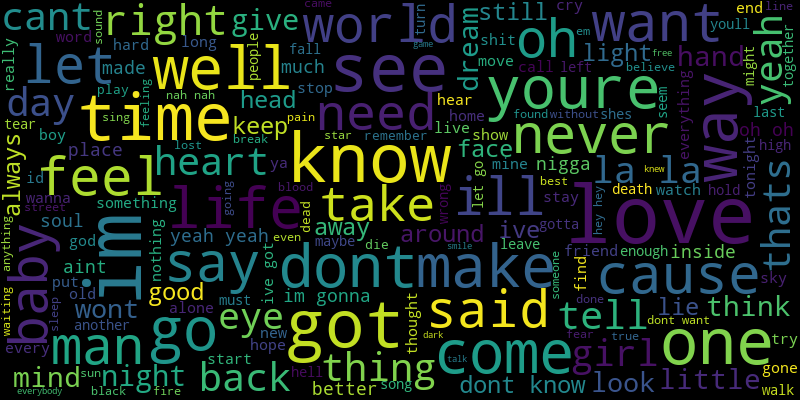 cant
right
give
world
came
turn
cry
want
end
line
word
sound
hard
long
people
fall
still
oh
youll
really
let
made
well
much
see
dream
shit
light
em
game
move
call
left
free
believe
hand
might
yeah
together
day
play
nah nah
feeling
head
stop
need
youre
seem
everything
way
last
tear
sing
time
keep
pain
hear
home
live
show
found
without
shes
never
oh oh
high
boy
place
lost
break
star
remember
face
mine
nigga
la la
tonight
always
id
feel
heart
ya
know
let go
best
knew
death
watch
hold
wanna
something
going
blood
take
wrong
ill
stay
hey hey
love
thats
street
soul
life
dead
away
ive
gotta
anything
baby
god
im
nothing
yeah yeah
even
maybe
die
around
smile
leave
friend
enough
inside
aint
say
ive got
dont
make
someone
find
cause
sky
waiting
put
old
wont
good
must
im gonna
thought
said
done
lie
think
sleep
another
alone
new
got
dark
tell
dont want
every
man
go
eye
hope
come
talk
fear
true
one
try
mind
sun
night
start
back
hell
thing
girl
little
gone
everybody
black
fire
better
song
dont know
look
walk